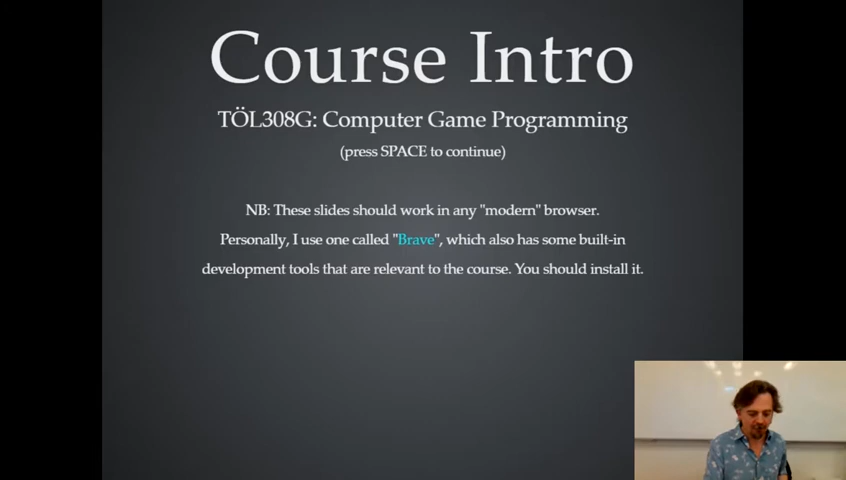 Course Intro
TÖL308G: Computer Game Programming
(press SPACE to continue)
NB: These slides should work in any "modern" browser.
Personally, I use one called "Brave", which also has some built-in
development tools that are relevant to the course. You should install it.